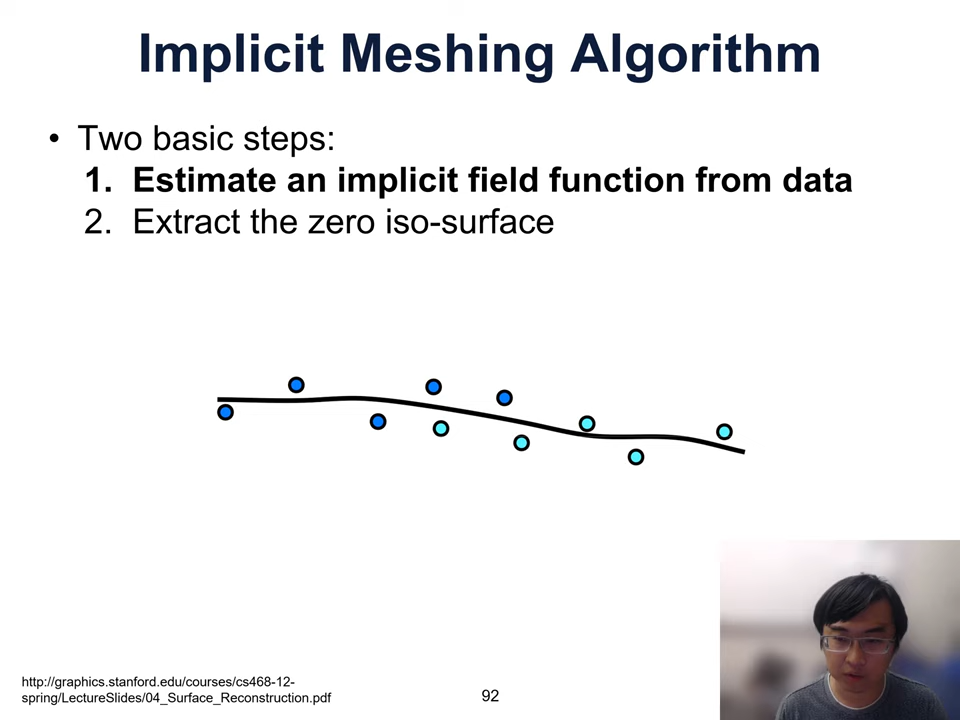 Implicit Meshing Algorithm
• Two basic steps:
1. Estimate an implicit field function from data
2. Extract the zero iso-surface
http://graphics.stanford.edu/courses/cs468-12-
spring/LectureSlides/04_Surface_Reconstruction.pdf
92